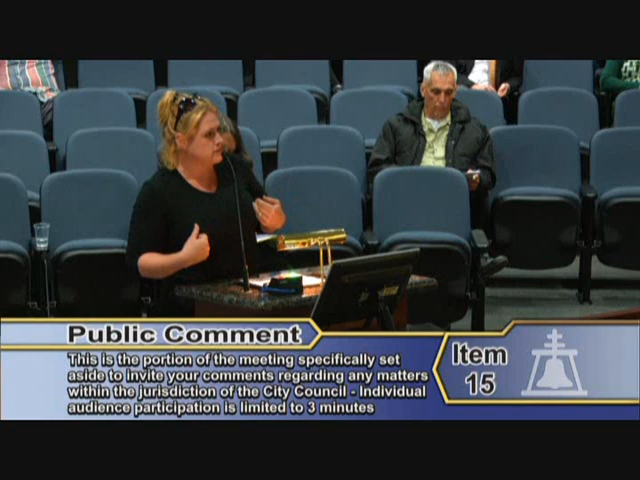 Public Comment
This is the portion of the meeting specifically set
aside to invite your comments regarding any matters
within the jurisdiction of the City Council - Individual
audience participation is limited to 3 minutes
Item
15